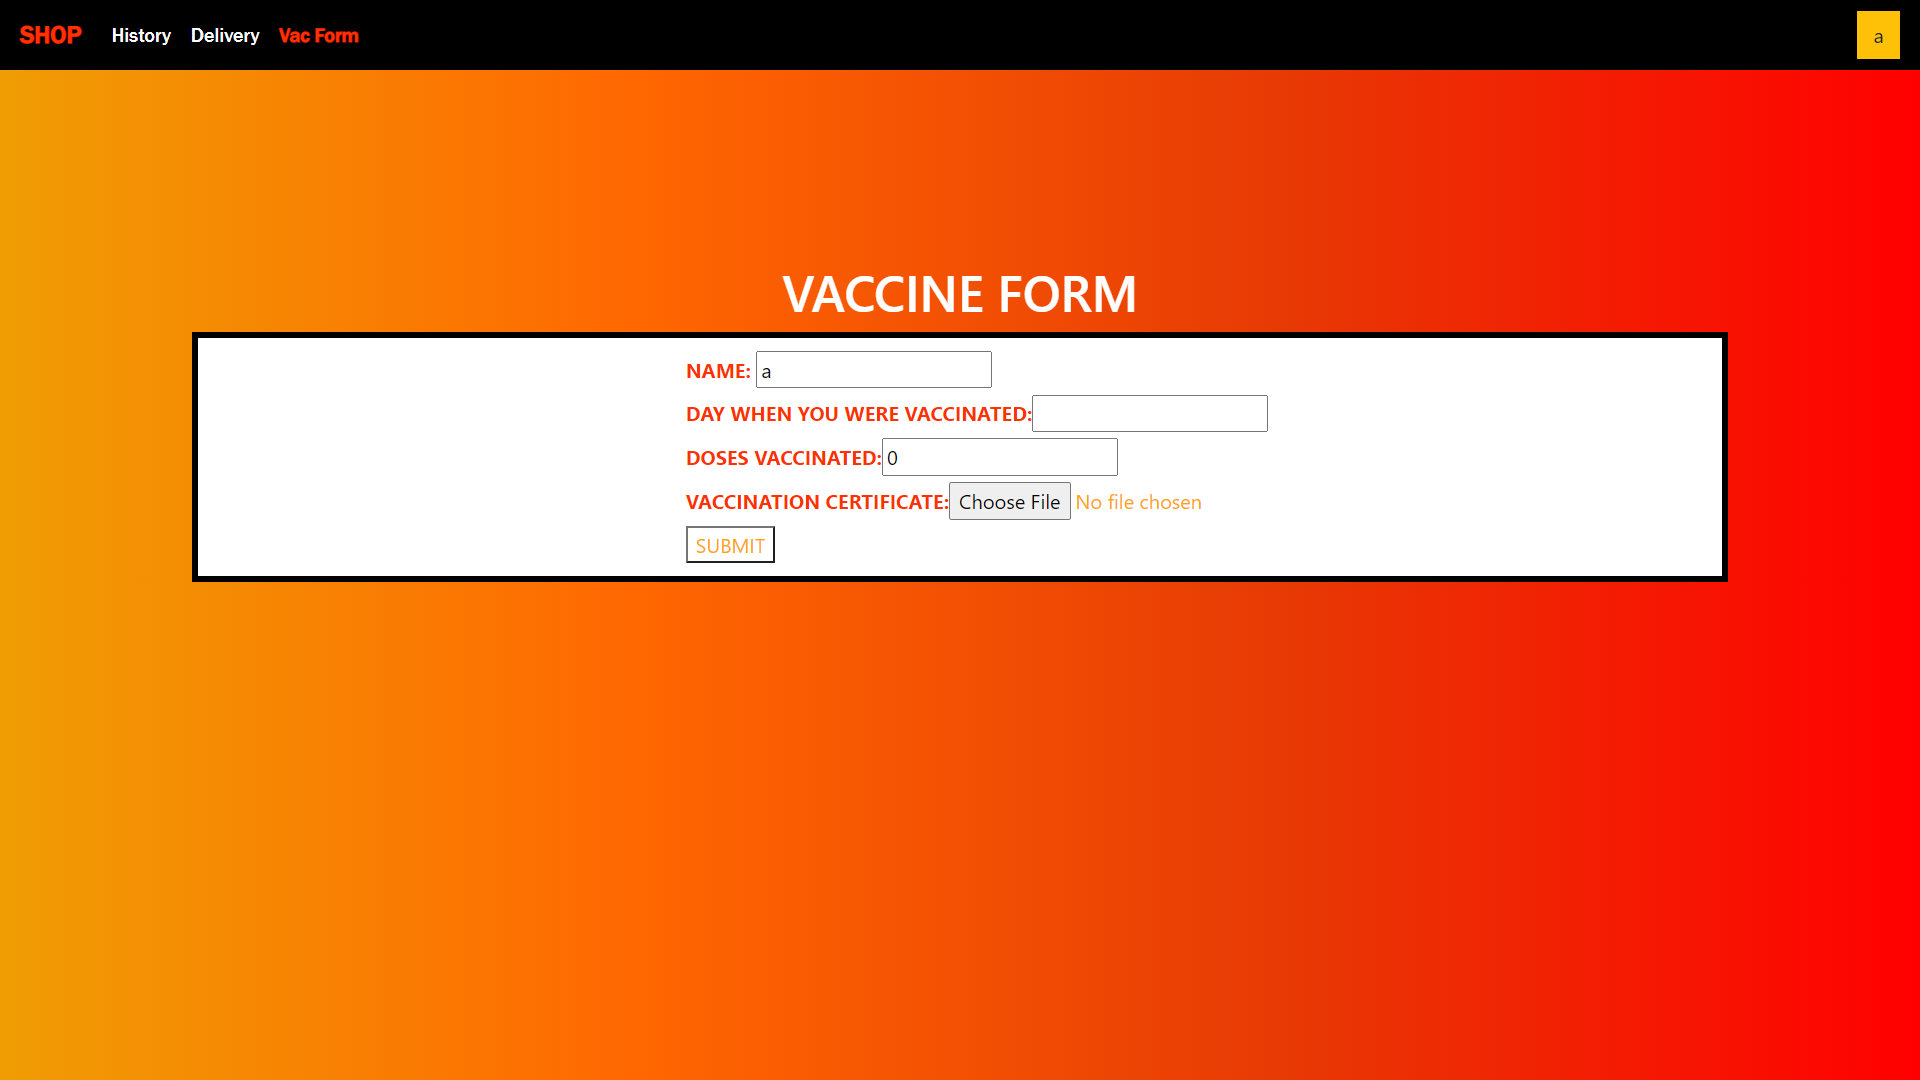 SHOP History Delivery Vac Form a
VACCINE FORM
NAME: a
DAY WHEN YOU WERE VACCINATED:
DOSES VACCINATED: 0
VACCINATION CERTIFICATE: Choose File No file chosen
SUBMIT